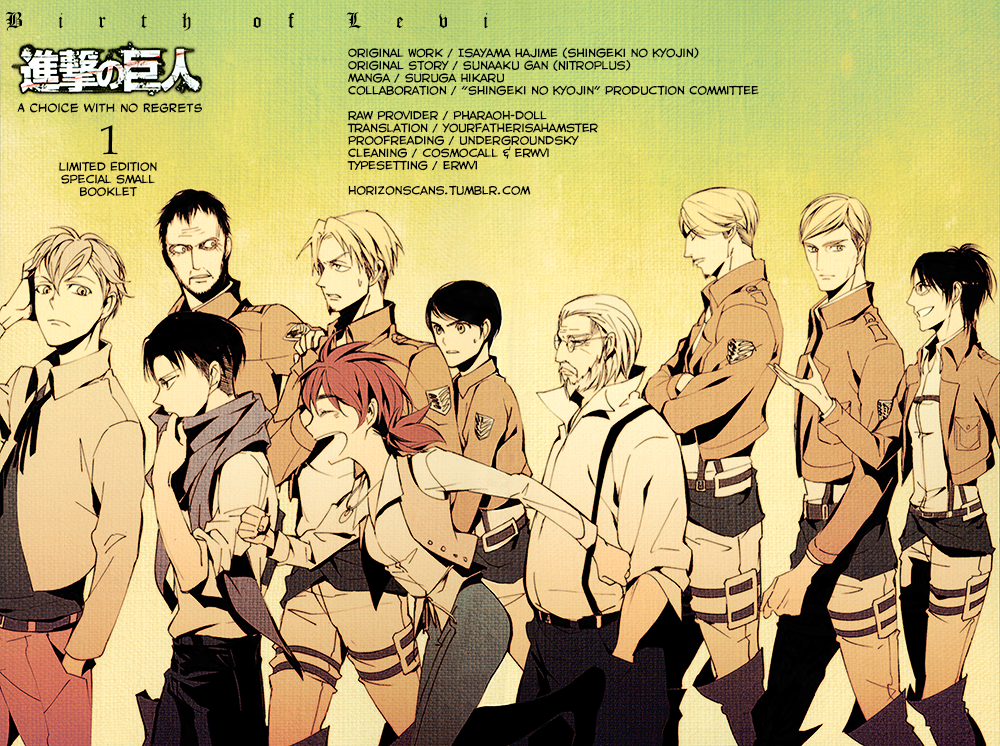 Birth of Levi
進撃の巨人
A CHOICE WITH NO REGRETS
1
LIMITED EDITION
SPECIAL SMALL
BOOKLET
ORIGINAL WORK / ISAYAMA HAJIME (SHINGEKI NO KYOJIN)
ORIGINAL STORY / SUNAAKU GAN (NITROPLUS)
MANGA / SURUGA HIKARU
COLLABORATION / "SHINGEKI NO KYOJIN" PRODUCTION COMMITTEE
RAW PROVIDER / PHARAOH-DOLL
TRANSLATION / YOURFATHERISAHAMSTER
PROOFREADING / UNDERGROUNDSKY
CLEANING / COSMOCALL & ERWVI
TYPESETTING / ERWVI
HORIZONSCANS.TUMBLR.COM